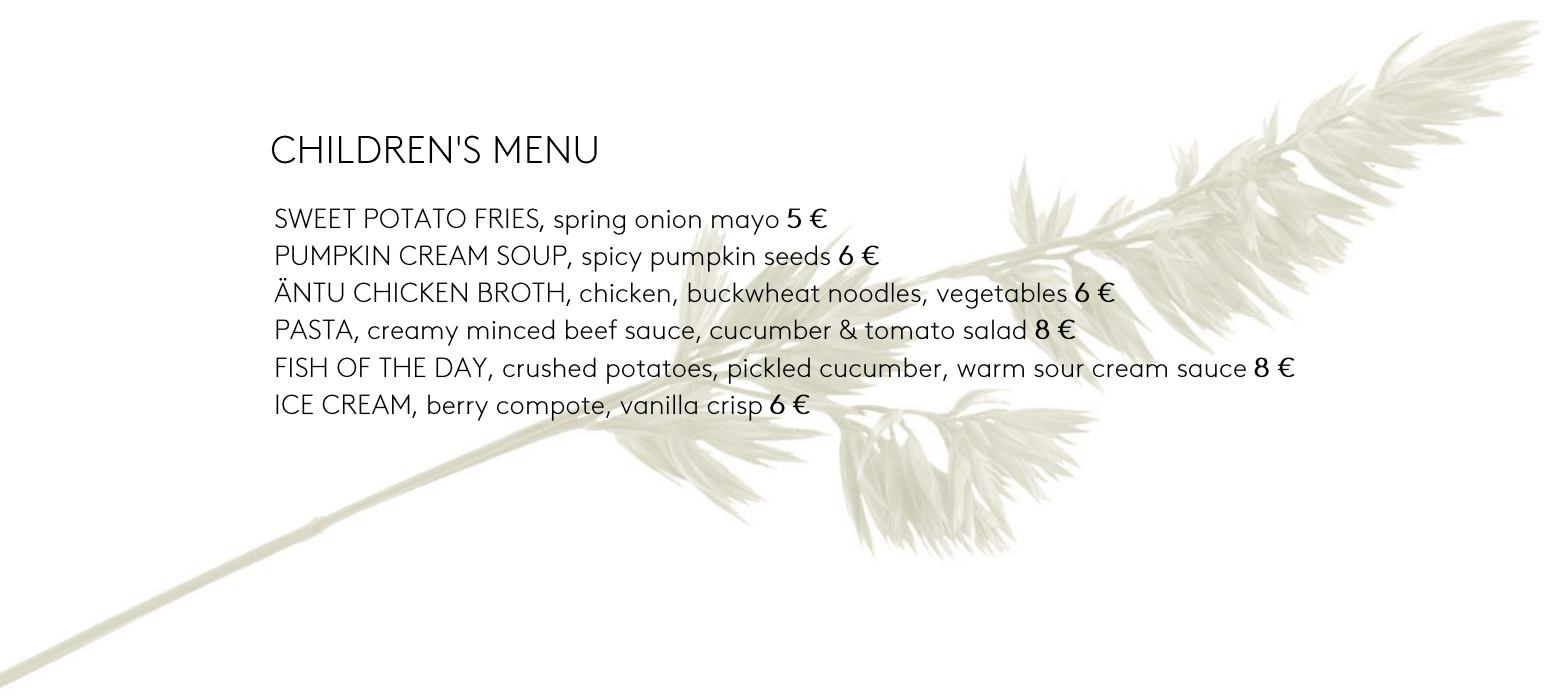 CHILDREN'S MENU
SWEET POTATO FRIES, spring onion mayo 5 €
PUMPKIN CREAM SOUP, spicy pumpkin seeds 6 €
ÄNTU CHICKEN BROTH, chicken, buckwheat noodles, vegetables 6 €
PASTA, creamy minced beef sauce, cucumber & tomato salad 8 €
FISH OF THE DAY, crushed potatoes, pickled cucumber, warm sour cream sauce 8 €
ICE CREAM, berry compote, vanilla crisp 6 €